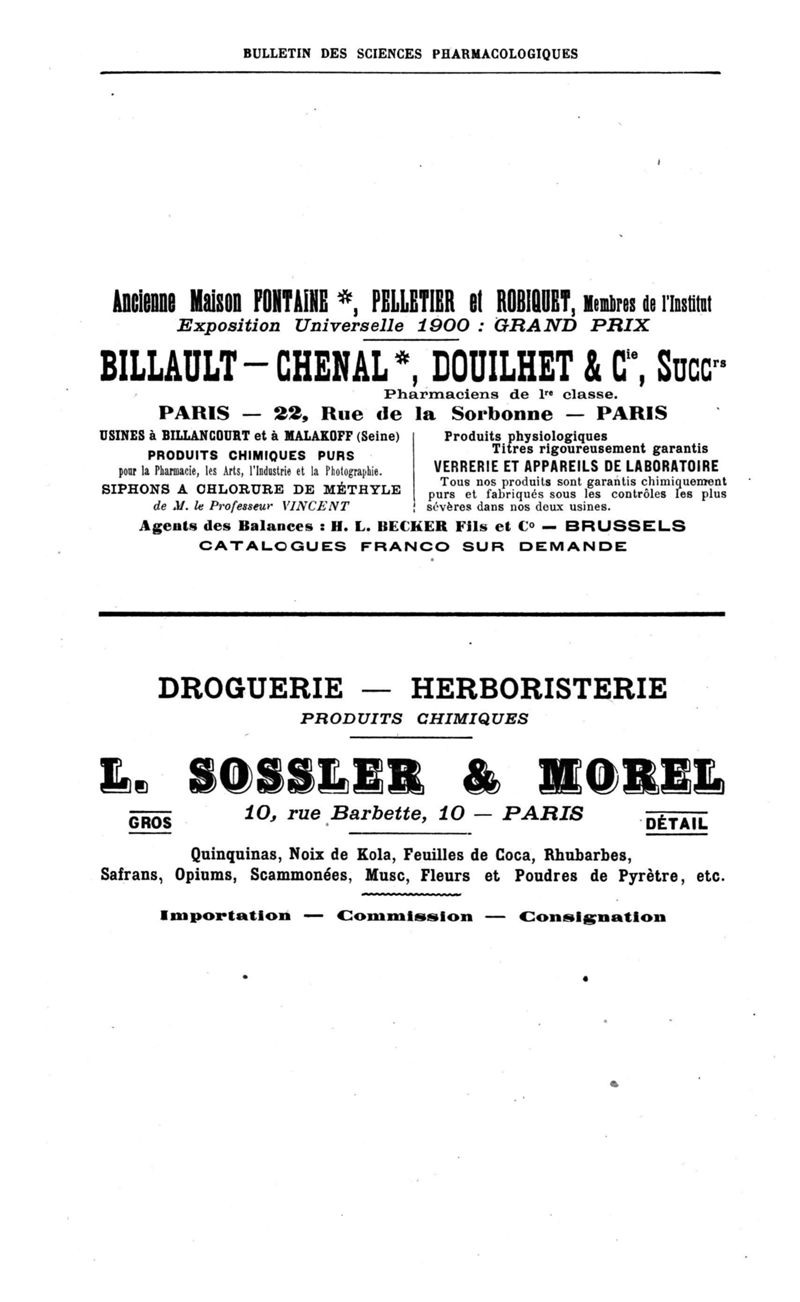 BULLETIN DES SCIENCES PHARMACOLOGIQUES
Ancienne Maison FONTAINE *, PELLETIER et ROBIQUET, Membres de l'Institut
Exposition Universelle 1900 : GRAND PRIX
BILLAULT — CHENAL *, DOUILHET & Cie, Succrs
Pharmaciens de 1re classe.
PARIS — 22, Rue de la Sorbonne — PARIS
USINES à BILLANCOURT et à MALAKOFF (Seine)
PRODUITS CHIMIQUES PURS
pour la Pharmacie, les Arts, l'Industrie et la Photographie.
SIPHONS A CHLORURE DE MÉTHYLE
de M. le Professeur VINCENT
Produits physiologiques
Titres rigoureusement garantis
VERRERIE ET APPAREILS DE LABORATOIRE
Tous nos produits sont garantis chimiquement
purs et fabriqués sous les contrôles les plus
sévères dans nos deux usines.
Agents des Balances : H. L. BECKER Fils et Co — BRUSSELS
CATALOGUES FRANCO SUR DEMANDE
DROGUERIE — HERBORISTERIE
PRODUITS CHIMIQUES
L. SOSSLER & MOREL
GROS
10, rue Barbette, 10 — PARIS
DÉTAIL
Quinquinas, Noix de Kola, Feuilles de Coca, Rhubarbes,
Safrans, Opiums, Scammonées, Musc, Fleurs et Poudres de Pyrètre, etc.
Importation — Commission — Consignation